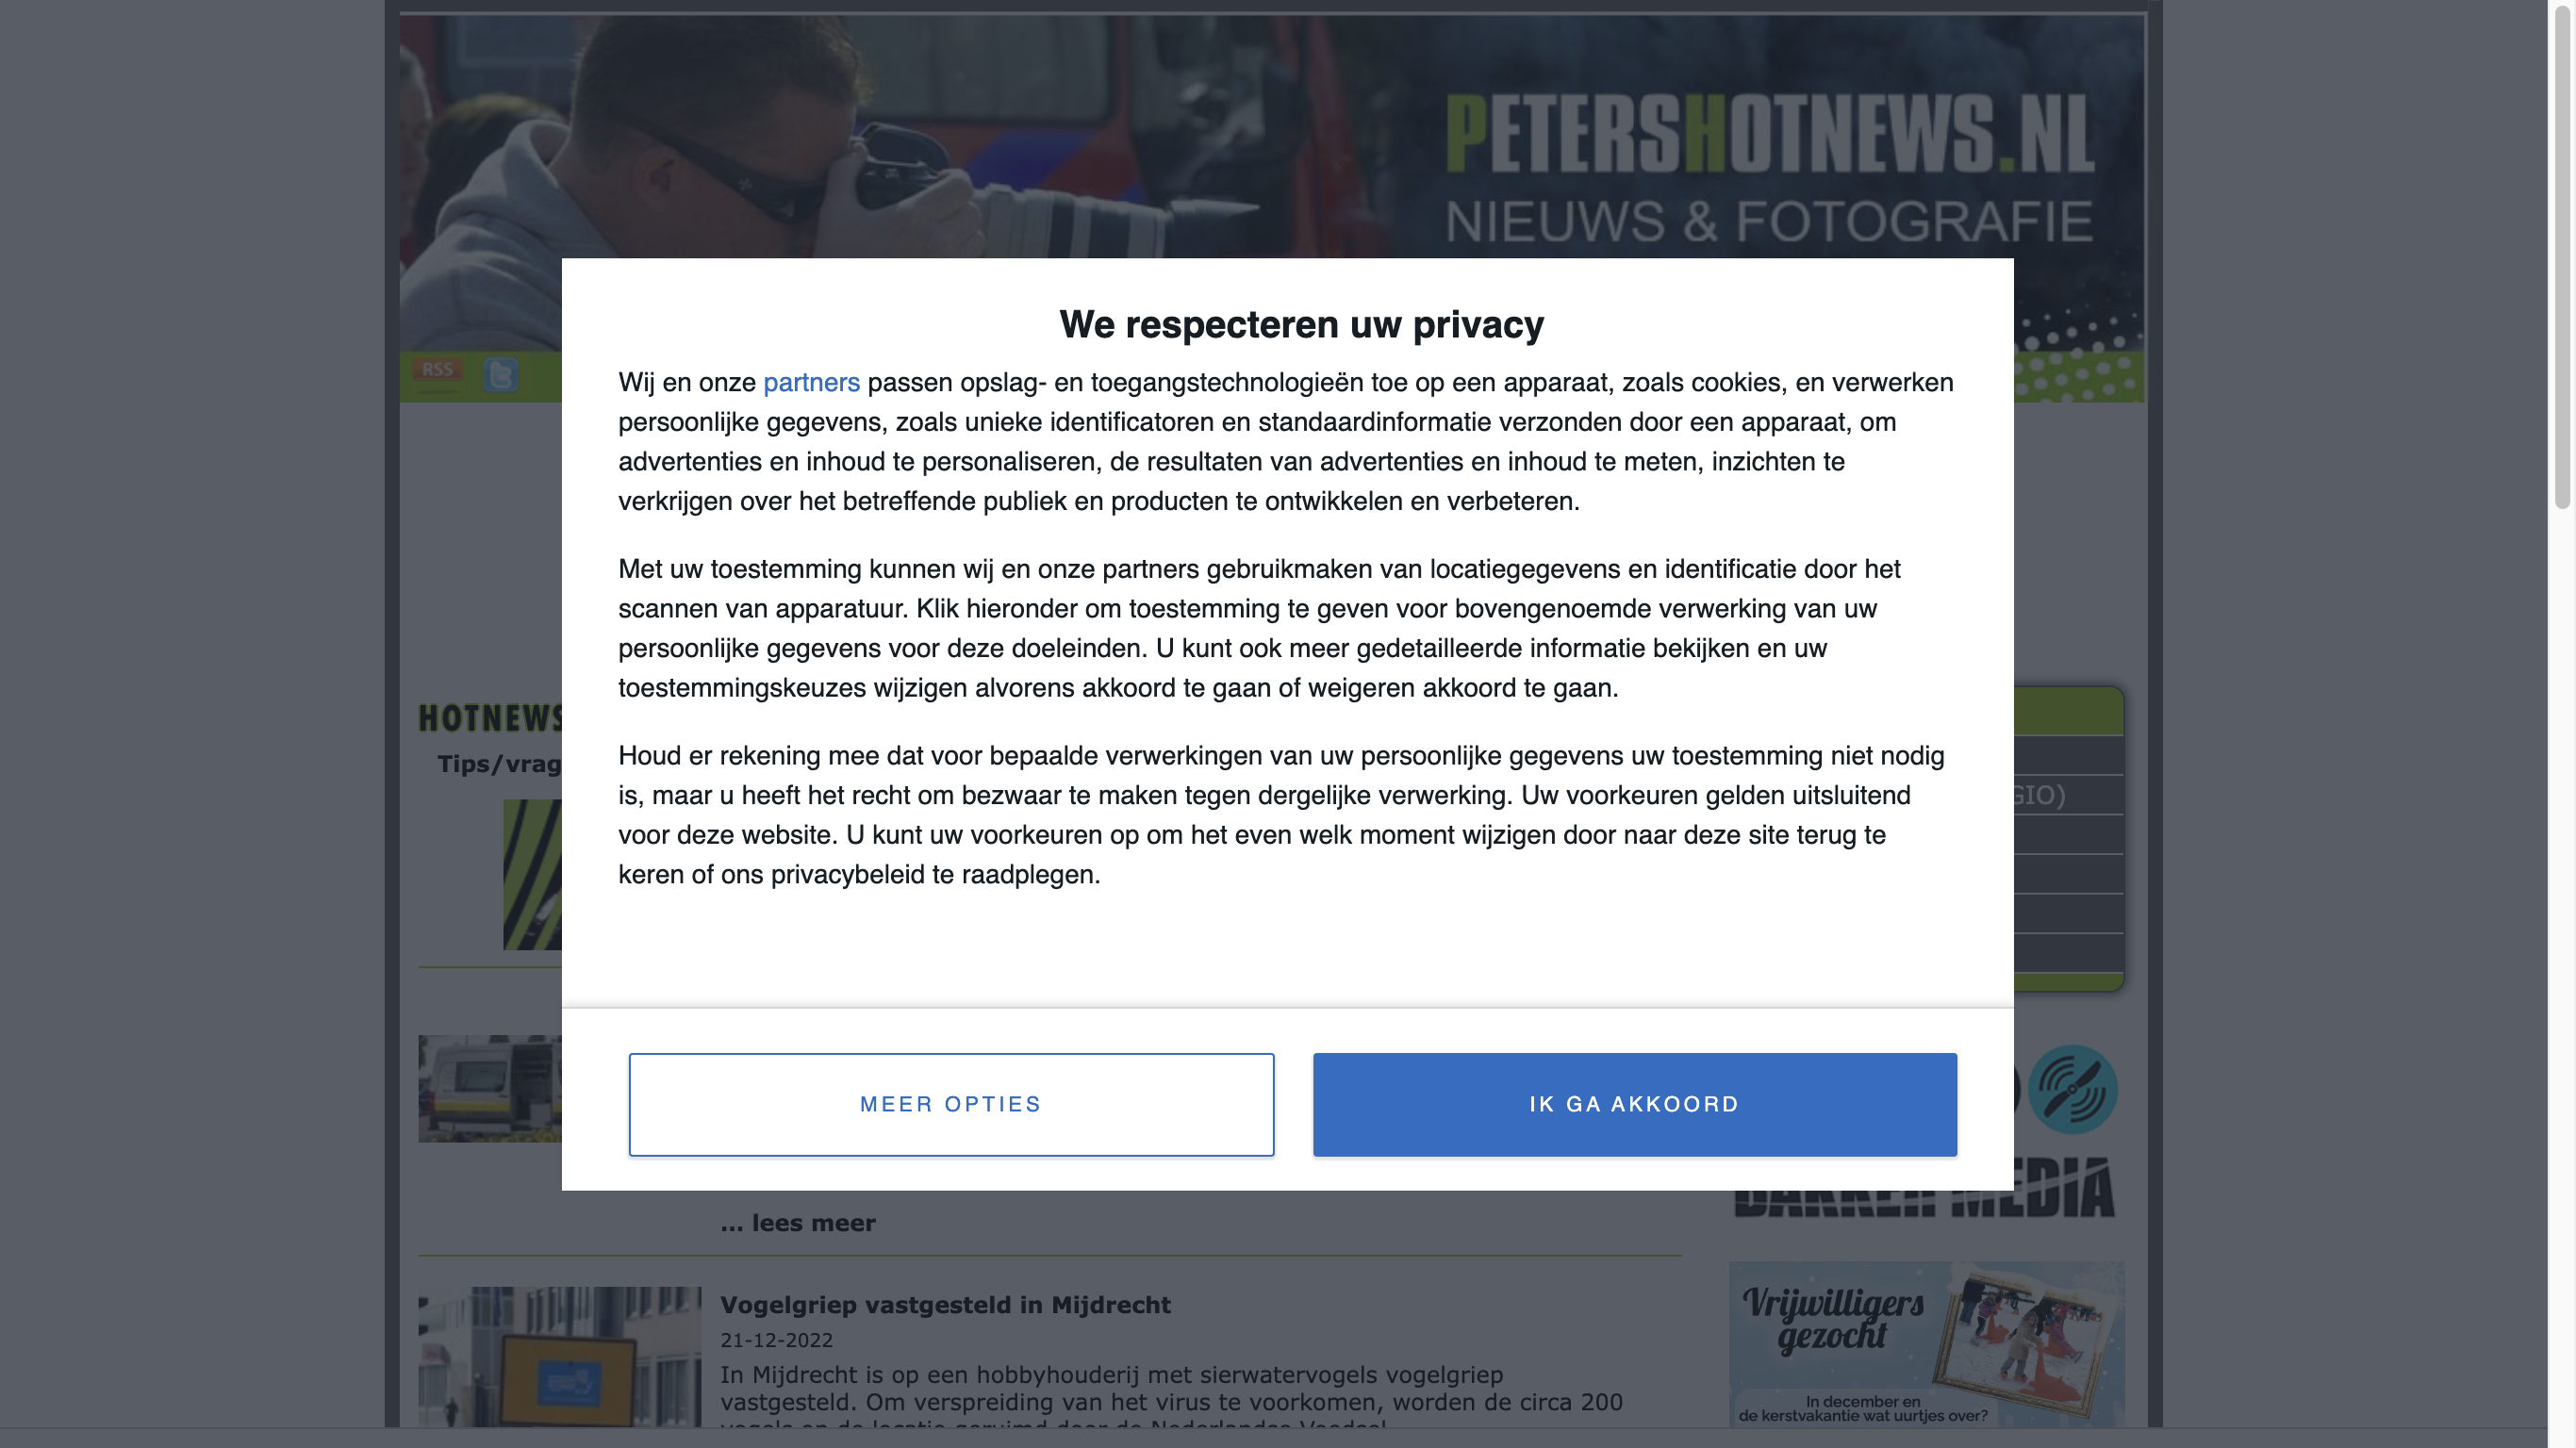 PETERSHOTNEWS.NL
NIEUWS & FOTOGRAFIE
RSS
We respecteren uw privacy
Wij en onze partners passen opslag- en toegangstechnologieën toe op een apparaat, zoals cookies, en verwerken
persoonlijke gegevens, zoals unieke identificatoren en standaardinformatie verzonden door een apparaat, om
advertenties en inhoud te personaliseren, de resultaten van advertenties en inhoud te meten, inzichten te
verkrijgen over het betreffende publiek en producten te ontwikkelen en verbeteren.
Met uw toestemming kunnen wij en onze partners gebruikmaken van locatiegegevens en identificatie door het
scannen van apparatuur. Klik hieronder om toestemming te geven voor bovengenoemde verwerking van uw
persoonlijke gegevens voor deze doeleinden. U kunt ook meer gedetailleerde informatie bekijken en uw
toestemmingskeuzes wijzigen alvorens akkoord te gaan of weigeren akkoord te gaan.
Houd er rekening mee dat voor bepaalde verwerkingen van uw persoonlijke gegevens uw toestemming niet nodig
is, maar u heeft het recht om bezwaar te maken tegen dergelijke verwerking. Uw voorkeuren gelden uitsluitend
voor deze website. U kunt uw voorkeuren op om het even welk moment wijzigen door naar deze site terug te
keren of ons privacybeleid te raadplegen.
MEER OPTIES
IK GA AKKOORD
HOTNEWS
Tips/vrag
GIO)
BAKKER MEDIA
... lees meer
Vogelgriep vastgesteld in Mijdrecht
21-12-2022
In Mijdrecht is op een hobbyhouderij met sierwatervogels vogelgriep
vastgesteld. Om verspreiding van het virus te voorkomen, worden de circa 200
vogels op de locatie geruimd door de Nederlandse Voedsel
Vrijwilligers
gezocht
In december en
de kerstvakantie wat uurtjes over?